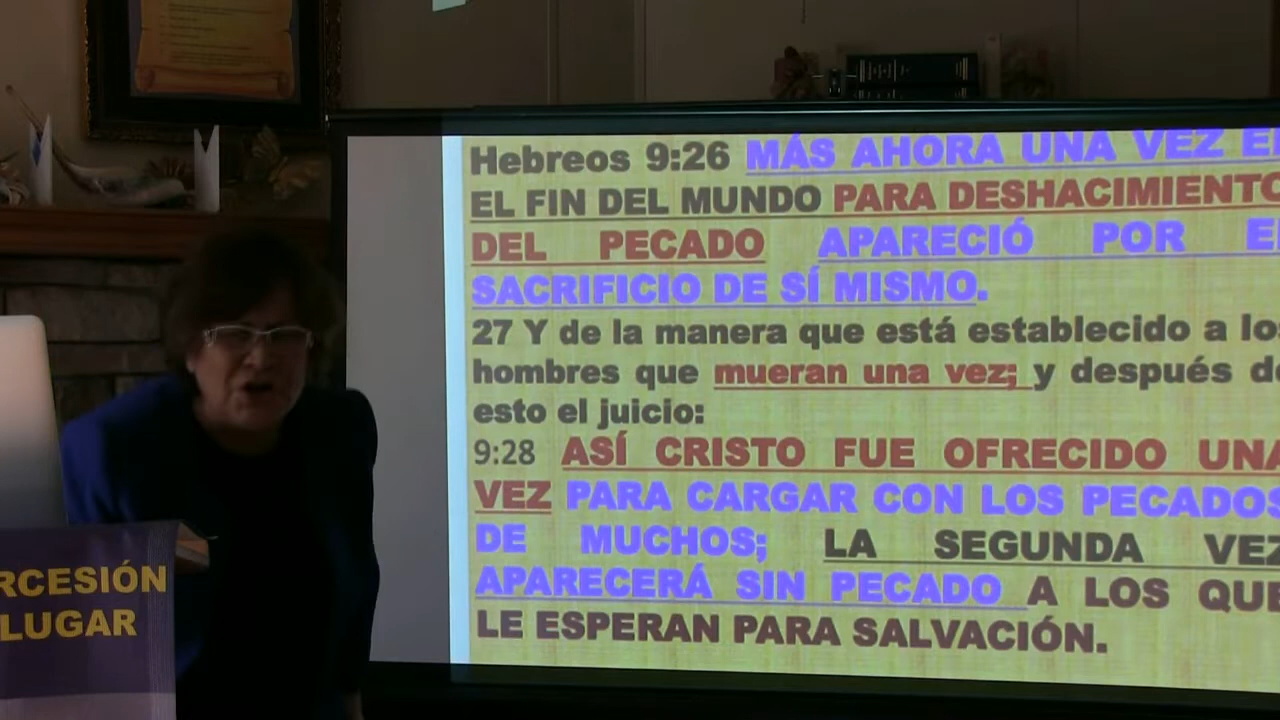 Hebreos 9:26 MÁS AHORA UNA VEZ
EL FIN DEL MUNDO PARA DESHACIMIENTO
DEL PECADO APARECIÓ POR
SACRIFICIO DE SÍ MISMO.
27 Y de la manera que está establecido a
hombres que mueran una vez; y después
esto el juicio:
9:28 ASÍ CRISTO FUE OFRECIDO UNA
VEZ PARA CARGAR CON LOS PECADOS
DE MUCHOS; LA SEGUNDA VEZ
APARECERÁ SIN PECADO A LOS QUE
LE ESPERAN PARA SALVACIÓN.
RCESIÓN
LUGAR